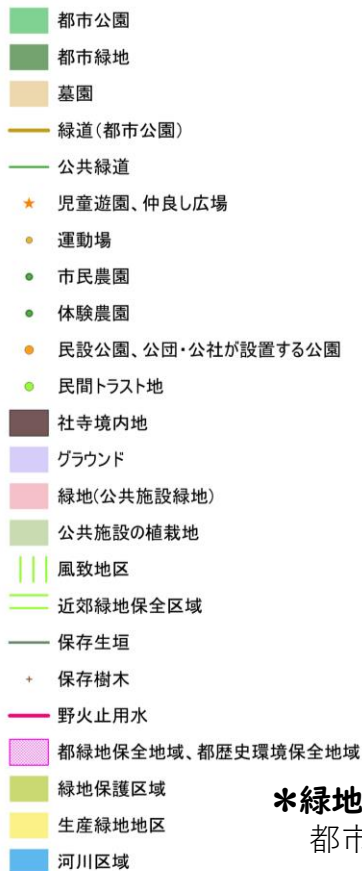 都市公園
都市緑地
墓園
緑道(都市公園)
公共緑道
児童遊園、仲良し広場
運動場
市民農園
体験農園
民設公園、公団・公社が設置する公園
民間トラスト地
社寺境内地
グラウンド
緑地(公共施設緑地)
公共施設の植栽地
風致地区
近郊緑地保全区域
保存生垣
保存樹木
野火止用水
都緑地保全地域、都歴史環境保全地域
緑地保護区域
生産緑地地区
河川区域
＊緑地
都市